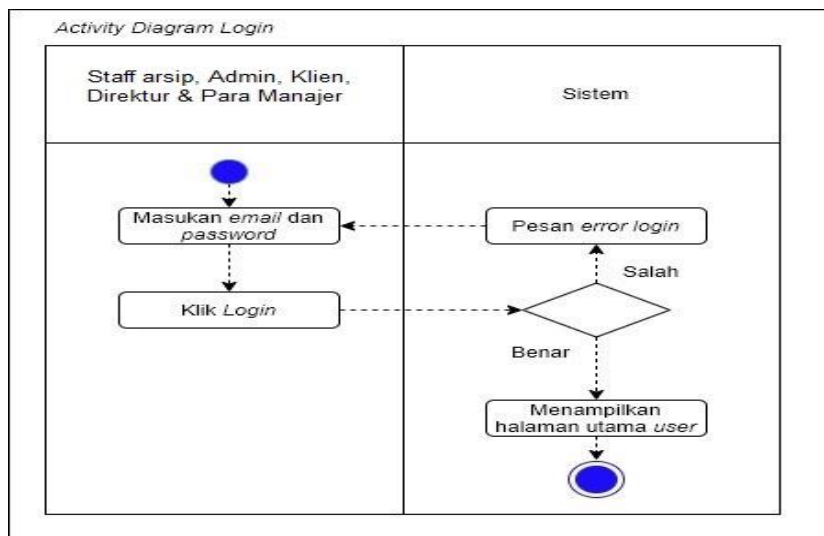 Activity Diagram Login
Staff arsip, Admin, Klien,
Direktur & Para Manajer
Sistem
Masukan email dan
password
Pesan error login
Salah
Klik Login
Benar
Menampilkan
halaman utama user